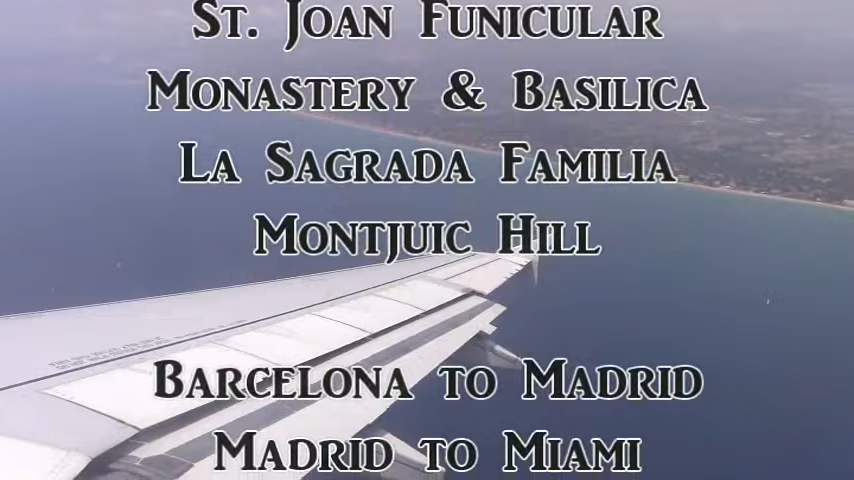 St. Joan Funicular
Monastery & Basilica
La Sagrada Familia
Montjuic Hill
Barcelona to Madrid
Madrid to Miami